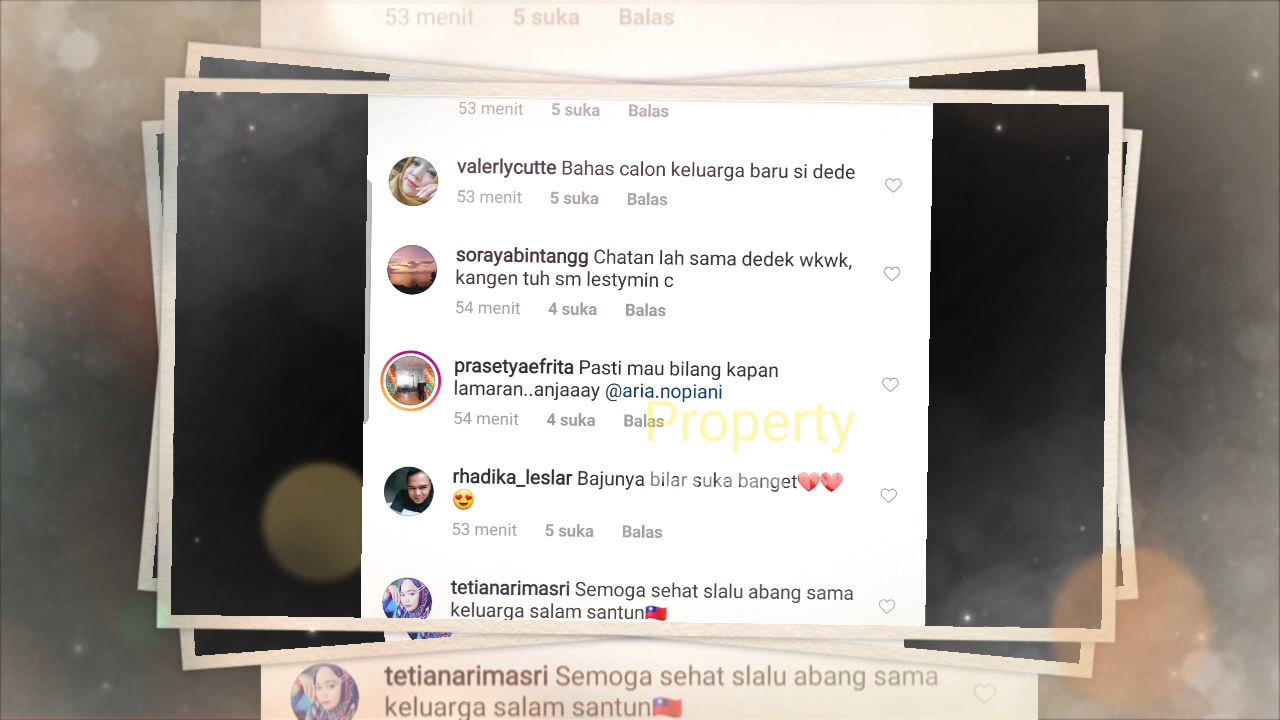 53 menit 5 suka Balas
53 menit 5 suka Balas
valerlycutte Bahas calon keluarga baru si dede
53 menit 5 suka Balas
sorayabintangg Chatan lah sama dedek wkwk,
kangen tuh sm lestymin c
54 menit 4 suka Balas
prasetyaefrita Pasti mau bilang kapan
lamaran..anjaaay @aria.nopiani
54 menit 4 suka Balas
Property
rhadika_leslar Bajunya bilar suka banget💔💔
😍
53 menit 5 suka Balas
tetianarimasri Semoga sehat slalu abang sama
keluarga salam santun🇹🇼
tetianarimasri Semoga sehat slalu abang sama
keluarga salam santun🇹🇼